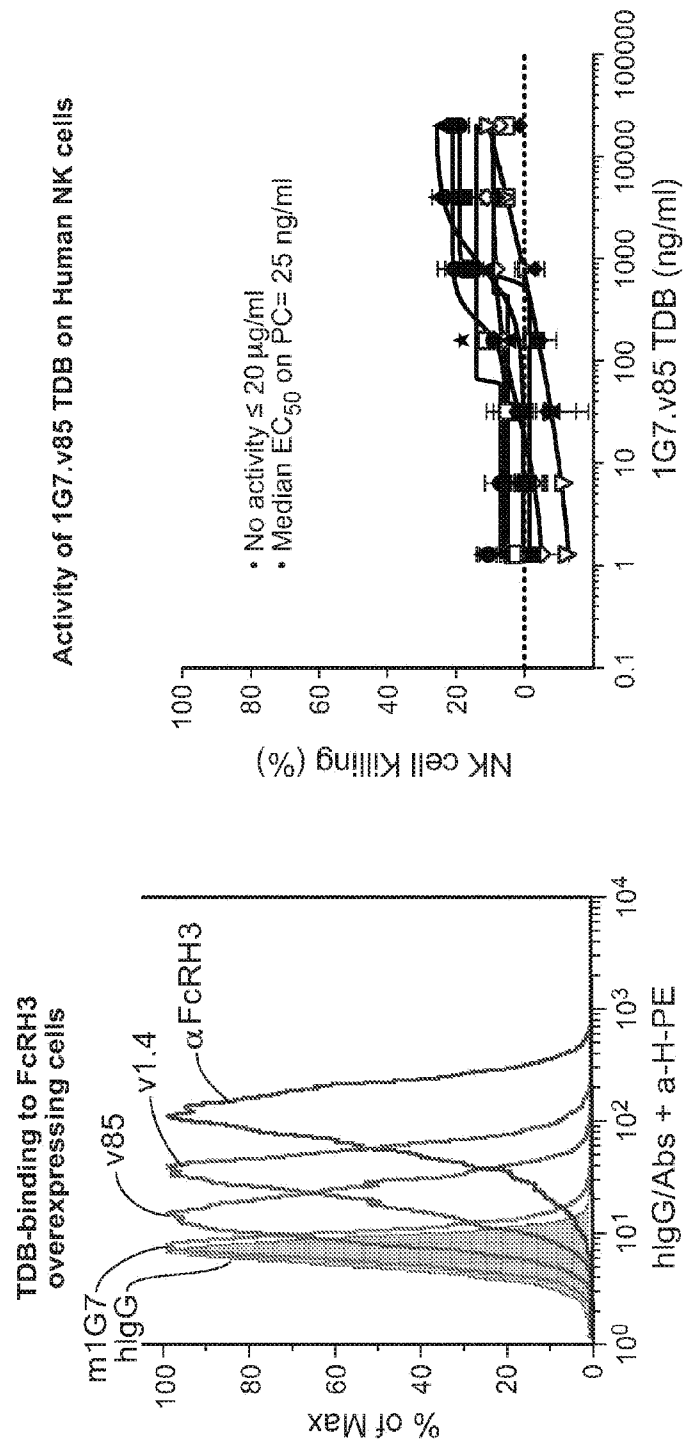 TDB-binding to FcRH3
overexpressing cells
m1G7
hIgG
v85
v1.4
αFcRH3
% of Max
100
80
60
40
20
0
10⁰
10¹
10²
10³
10⁴
hIgG/Abs + a-H-PE
Activity of 1G7.v85 TDB on Human NK cells
• No activity ≤ 20 µg/ml
• Median EC₅₀ on PC= 25 ng/ml
NK cell Killing (%)
100
80
60
40
20
0
0.1
1
10
100
1000
10000
100000
1G7.v85 TDB (ng/ml)